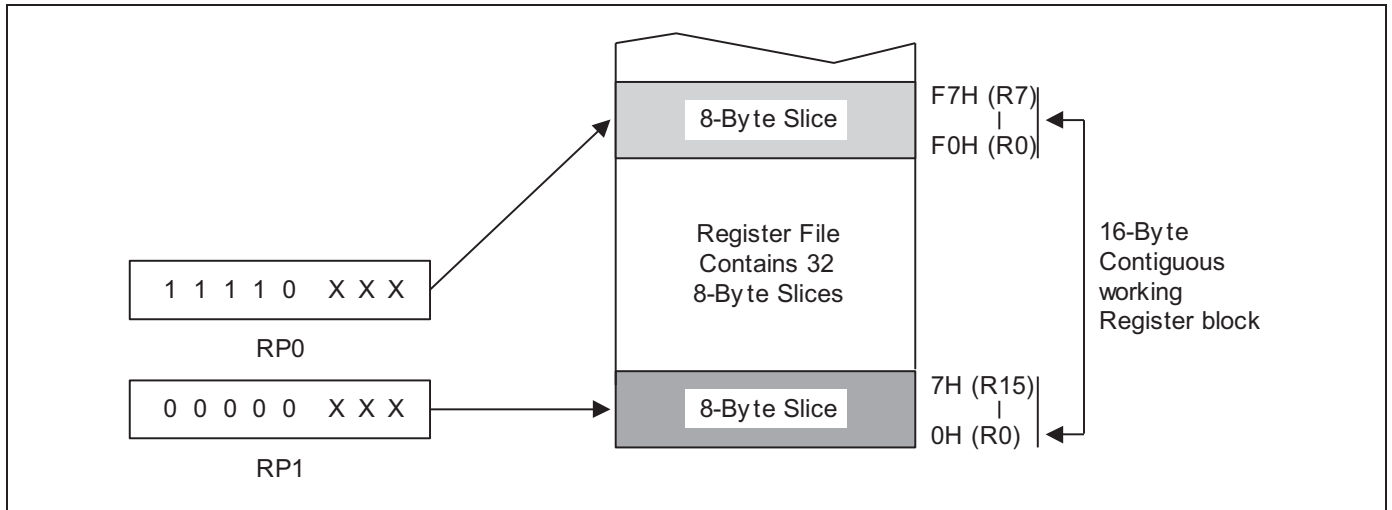 8-Byte Slice
F7H (R7)
F0H (R0)
Register File
Contains 32
8-Byte Slices
16-Byte
Contiguous
working
Register block
1 1 1 1 0 X X X
RP0
0 0 0 0 0 X X X
RP1
8-Byte Slice
7H (R15)
0H (R0)